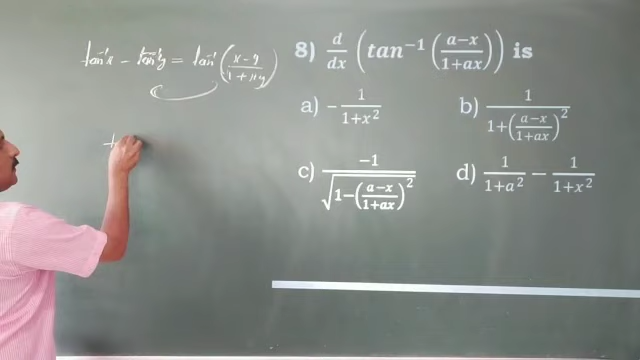 tan⁻¹x − tan⁻¹y = tan⁻¹((x−y)/(1+xy))
8) d/dx (tan⁻¹((a−x)/(1+ax))) is
a) −1/(1+x²)
b) 1/(1+((a−x)/(1+ax))²)
c) −1/√(1−((a−x)/(1+ax))²)
d) 1/(1+a²) − 1/(1+x²)